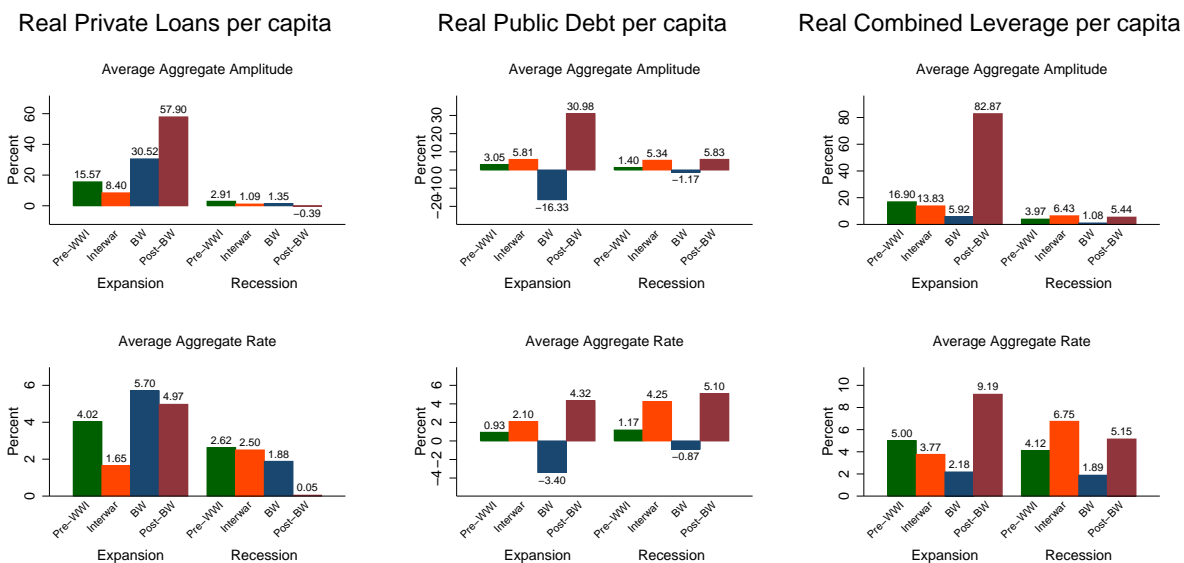 Real Private Loans per capita
Real Public Debt per capita
Real Combined Leverage per capita
Average Aggregate Amplitude
Percent
0
20
40
60
15.57
8.40
30.52
57.90
2.91
1.09
1.35
−0.39
Pre−WWI
Interwar
BW
Post−BW
Pre−WWI
Interwar
BW
Post−BW
Expansion
Recession
Average Aggregate Amplitude
Percent
−20
−10
0
10
20
30
3.05
5.81
−16.33
30.98
1.40
5.34
−1.17
5.83
Pre−WWI
Interwar
BW
Post−BW
Pre−WWI
Interwar
BW
Post−BW
Expansion
Recession
Average Aggregate Amplitude
Percent
0
20
40
60
80
16.90
13.83
5.92
82.87
3.97
6.43
1.08
5.44
Pre−WWI
Interwar
BW
Post−BW
Pre−WWI
Interwar
BW
Post−BW
Expansion
Recession
Average Aggregate Rate
Percent
0
2
4
6
4.02
1.65
5.70
4.97
2.62
2.50
1.88
0.05
Pre−WWI
Interwar
BW
Post−BW
Pre−WWI
Interwar
BW
Post−BW
Expansion
Recession
Average Aggregate Rate
Percent
−4
−2
0
2
4
6
0.93
2.10
−3.40
4.32
1.17
4.25
−0.87
5.10
Pre−WWI
Interwar
BW
Post−BW
Pre−WWI
Interwar
BW
Post−BW
Expansion
Recession
Average Aggregate Rate
Percent
0
2
4
6
8
10
5.00
3.77
2.18
9.19
4.12
6.75
1.89
5.15
Pre−WWI
Interwar
BW
Post−BW
Pre−WWI
Interwar
BW
Post−BW
Expansion
Recession